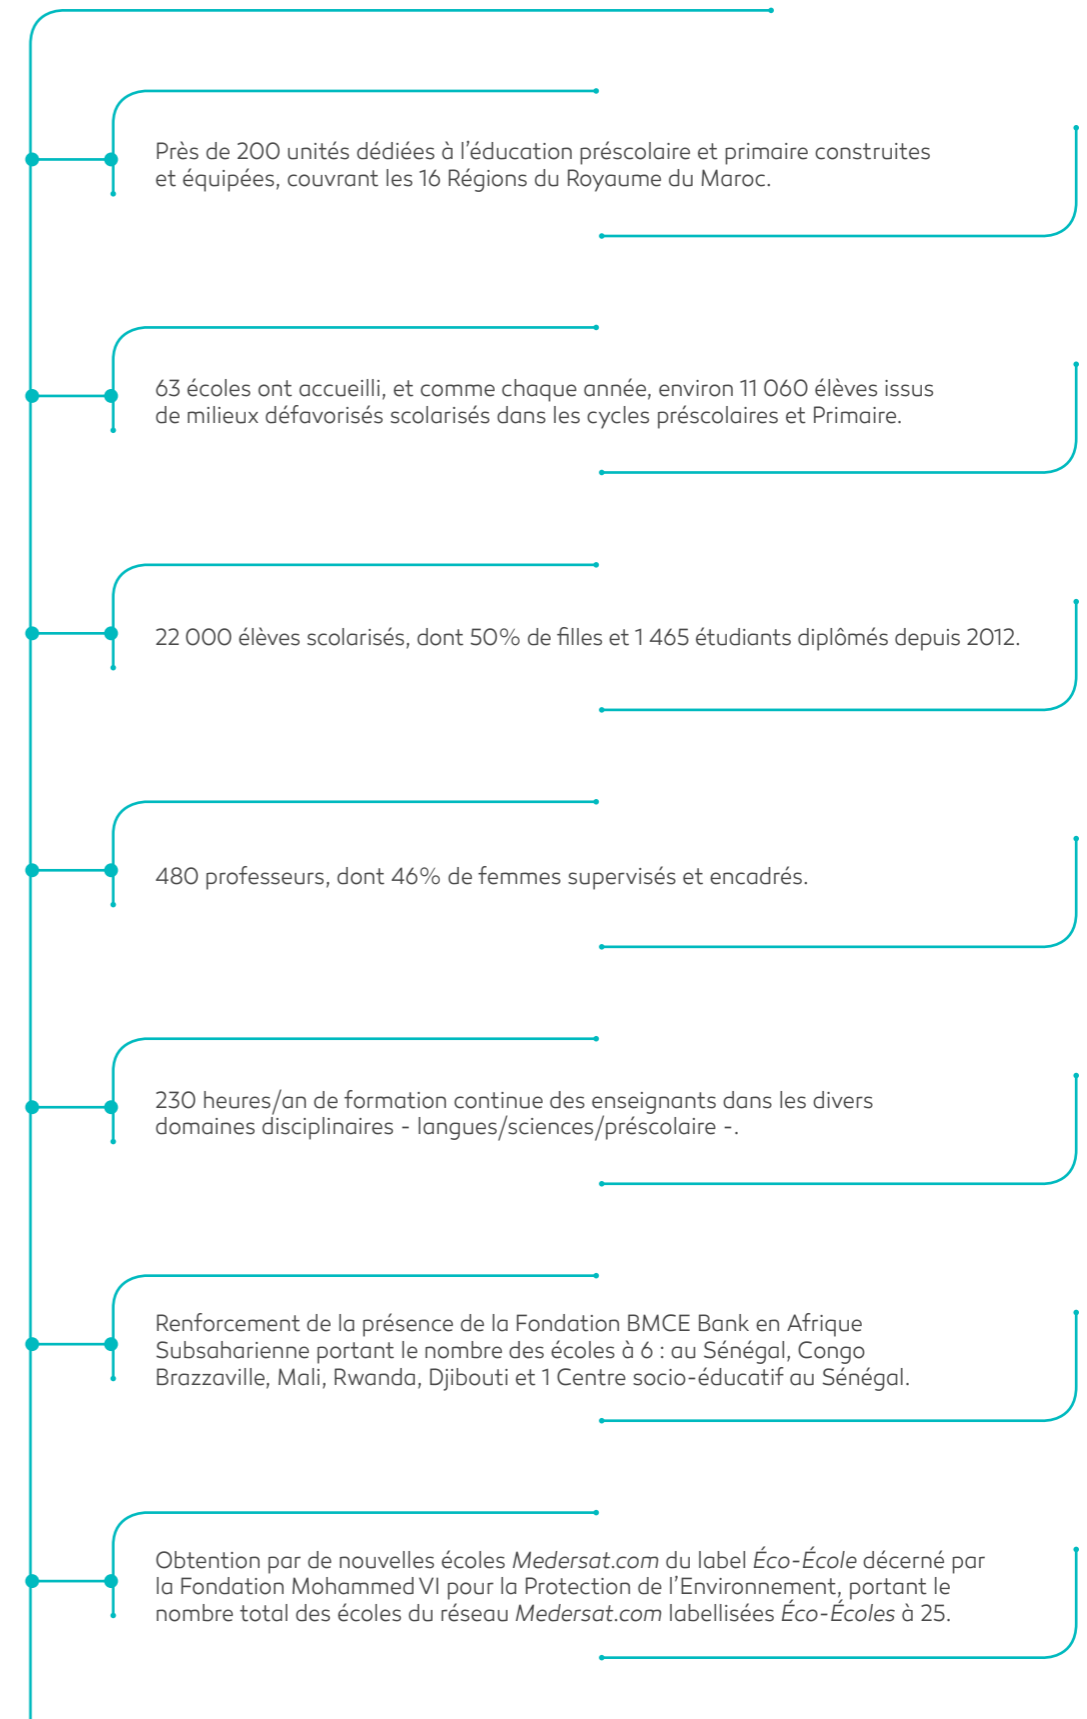 Près de 200 unités dédiées à l’éducation préscolaire et primaire construites
et équipées, couvrant les 16 Régions du Royaume du Maroc.
63 écoles ont accueilli, et comme chaque année, environ 11 060 élèves issus
de milieux défavorisés scolarisés dans les cycles préscolaires et Primaire.
22 000 élèves scolarisés, dont 50% de filles et 1 465 étudiants diplômés depuis 2012.
480 professeurs, dont 46% de femmes supervisés et encadrés.
230 heures/an de formation continue des enseignants dans les divers
domaines disciplinaires - langues/sciences/préscolaire -.
Renforcement de la présence de la Fondation BMCE Bank en Afrique
Subsaharienne portant le nombre des écoles à 6 : au Sénégal, Congo
Brazzaville, Mali, Rwanda, Djibouti et 1 Centre socio-éducatif au Sénégal.
Obtention par de nouvelles écoles Medersat.com du label Éco-École décerné par
la Fondation Mohammed VI pour la Protection de l’Environnement, portant le
nombre total des écoles du réseau Medersat.com labellisées Éco-Écoles à 25.